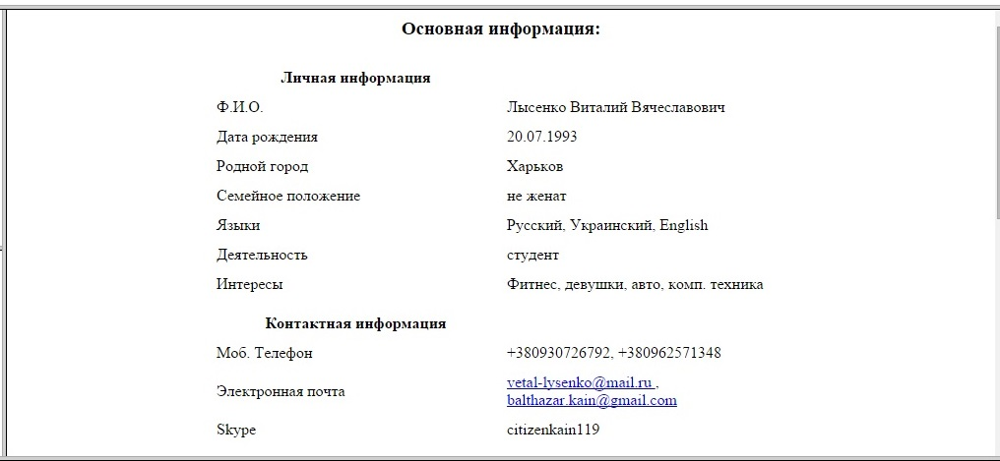 Основная информация:
Личная информация
Ф.И.О. Лысенко Виталий Вячеславович
Дата рождения 20.07.1993
Родной город Харьков
Семейное положение не женат
Языки Русский, Украинский, English
Деятельность студент
Интересы Фитнес, девушки, авто, комп. техника
Контактная информация
Моб. Телефон +380930726792, +380962571348
Электронная почта vetal-lysenko@mail.ru ,
balthazar.kain@gmail.com
Skype citizenkain119